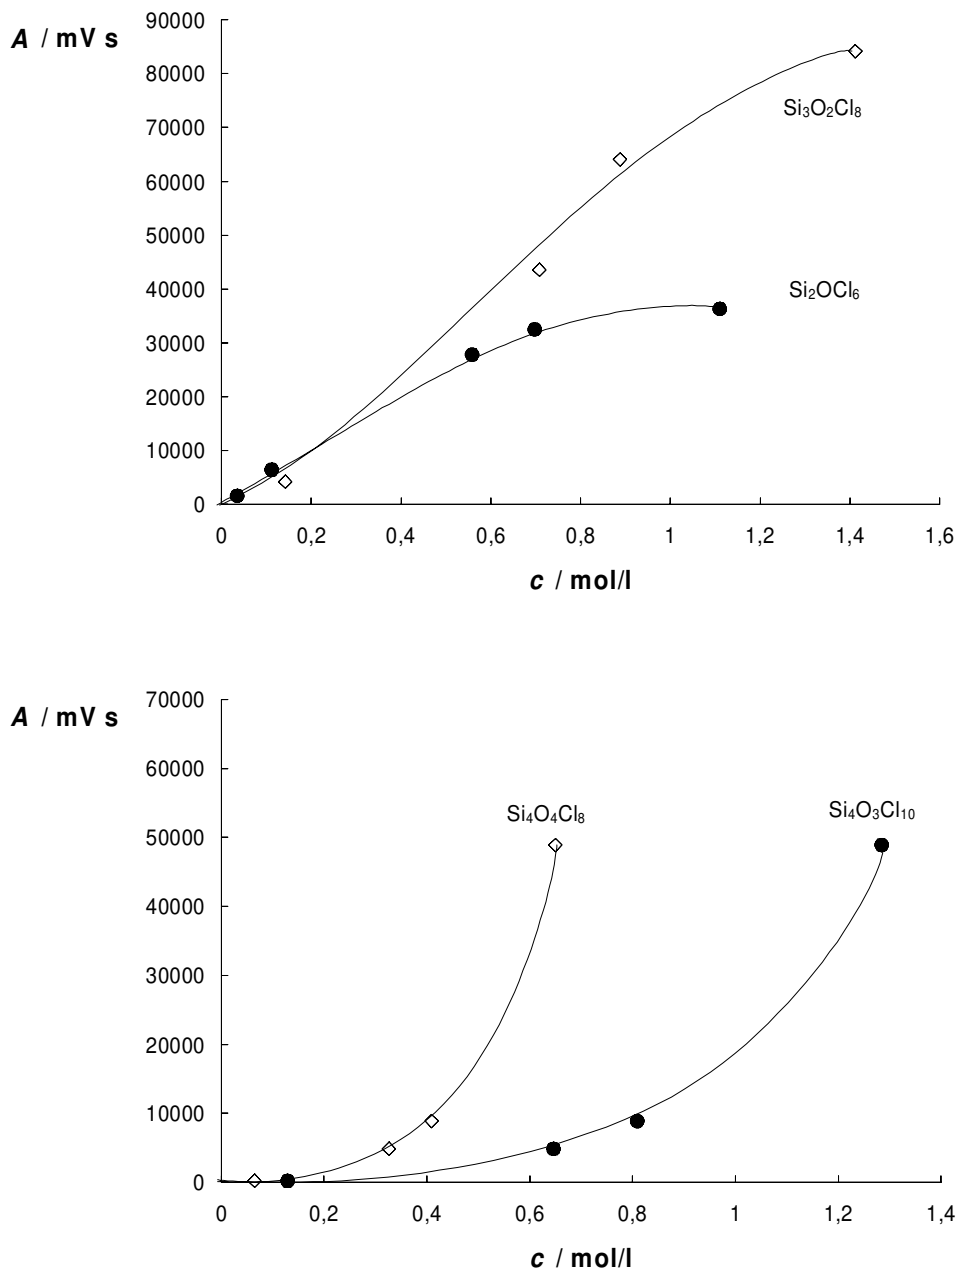 A / mV s
90000
80000
70000
60000
50000
40000
30000
20000
10000
0
Si₃O₂Cl₈
Si₂OCl₆
0 0,2 0,4 0,6 0,8 1 1,2 1,4 1,6
c / mol/l
A / mV s
70000
60000
50000
40000
30000
20000
10000
0
Si₄O₄Cl₈ Si₄O₃Cl₁₀
0 0,2 0,4 0,6 0,8 1 1,2 1,4
c / mol/l